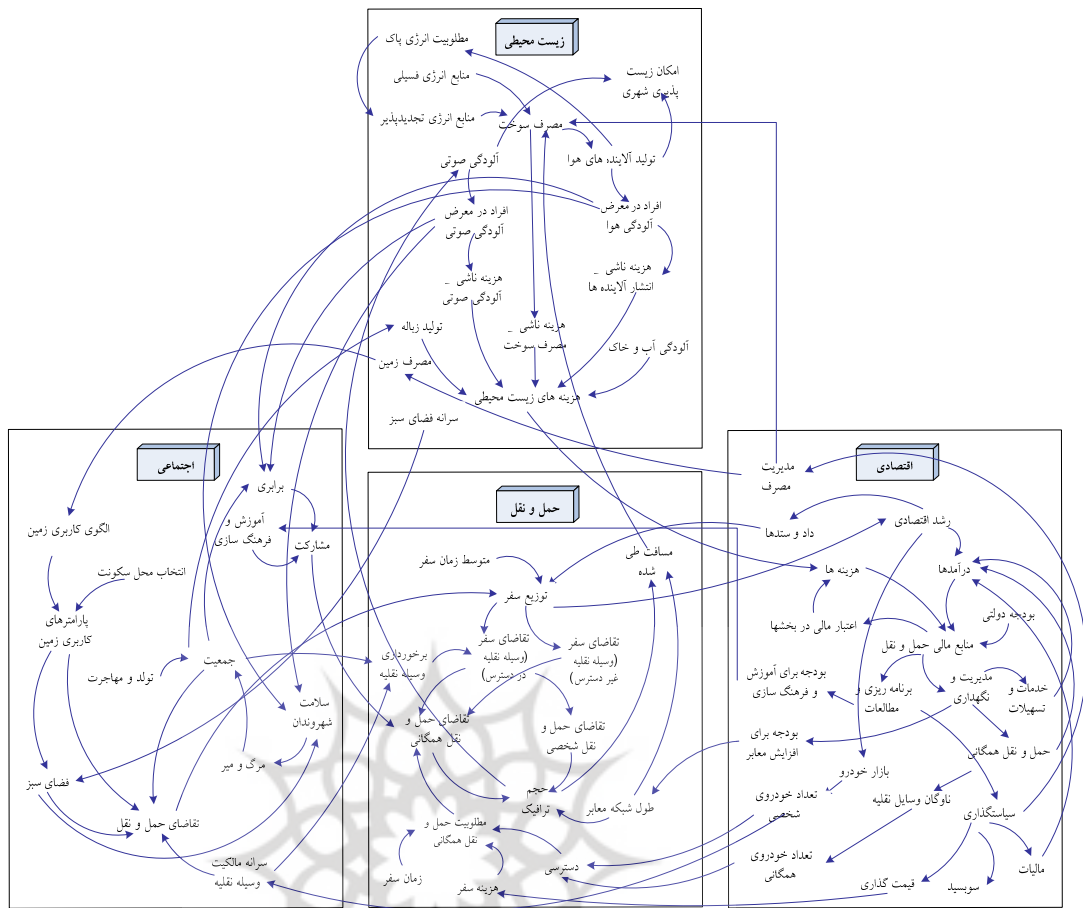 زیست محیطی
مطلوبیت انرژی پاک
منابع انرژی فسیلی
منابع انرژی تجدیدپذیر
امکان زیست
پذیری شهری
مصرف سوخت
تولید آلاینده های هوا
آلودگی صوتی
افراد در معرض
آلودگی صوتی
افراد در معرض
آلودگی هوا
هزینه ناشی _
آلودگی صوتی
هزینه ناشی _
انتشار آلاینده ها
هزینه ناشی _
مصرف سوخت
تولید زباله
آلودگی آب و خاک
مصرف زمین
هزینه های زیست محیطی
سرانه فضای سبز
اقتصادی
مدیریت
مصرف
رشد اقتصادی
داد و ستدها
درآمدها
هزینه ها
بودجه دولتی
اعتبار مالی در بخشها
منابع مالی حمل و نقل
مدیریت و
نگهداری
خدمات و
تسهیلات
برنامه ریزی و
مطالعات
بودجه برای آموزش
و فرهنگ سازی
بودجه برای
افزایش معابر
حمل و نقل همگانی
بازار خودرو
ناوگان وسایل نقلیه
تعداد خودروی
شخصی
سیاستگذاری
تعداد خودروی
همگانی
مالیات
سوبسید
قیمت گذاری
حمل و نقل
متوسط زمان سفر
مسافت طی
شده
توزیع سفر
تقاضای سفر
(وسیله نقلیه
در دسترس)
تقاضای سفر
(وسیله نقلیه
غیر دسترس)
برخورداری
وسیله نقلیه
تقاضای حمل و
نقل همگانی
تقاضای حمل و
نقل شخصی
حجم
ترافیک
طول شبکه معابر
مطلوبیت حمل و
نقل همگانی
زمان سفر
دسترسی
هزینه سفر
اجتماعی
برابری
الگوی کاربری زمین
آموزش و
فرهنگ سازی
مشارکت
انتخاب محل سکونت
پارامترهای
کاربری زمین
جمعیت
تولد و مهاجرت
سلامت
شهروندان
مرگ و میر
فضای سبز
تقاضای حمل و نقل
سرانه مالکیت
وسیله نقلیه